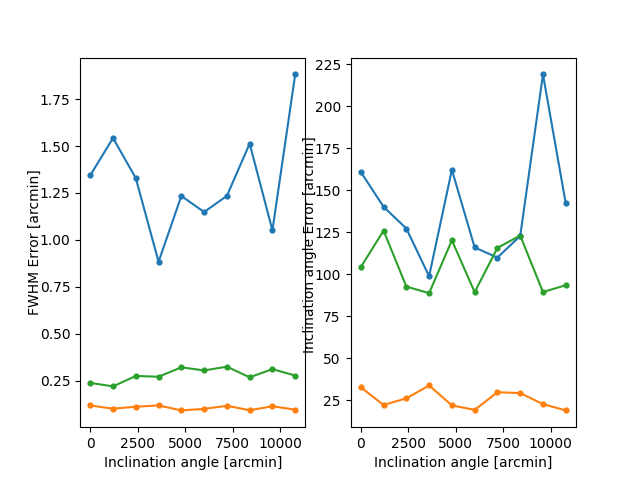 FWHM Error [arcmin]
1.75
1.50
1.25
1.00
0.75
0.50
0.25
0 2500 5000 7500 10000
Inclination angle [arcmin]
Inclination angle Error [arcmin]
225
200
175
150
125
100
75
50
25
0 2500 5000 7500 10000
Inclination angle [arcmin]